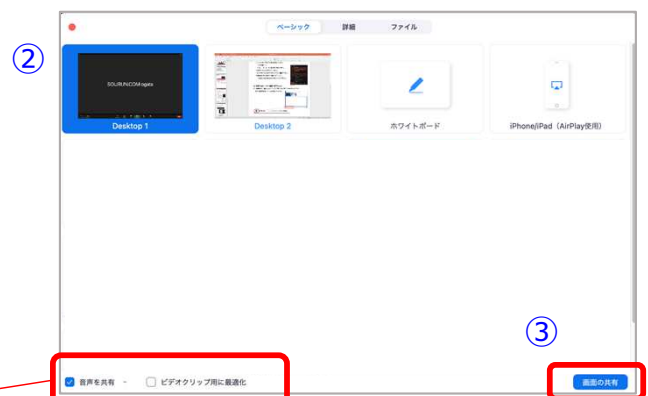 ベーシック 詳細 ファイル
②
Desktop 1
Desktop 2
ホワイトボード
iPhone/iPad（AirPlay使用）
③
音声を共有
ビデオクリップ用に最適化
画面の共有